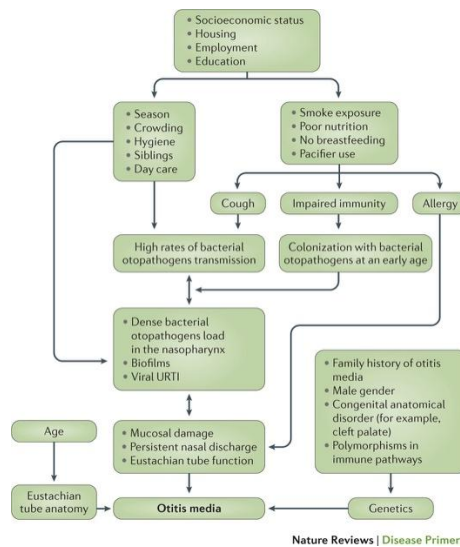 • Socioeconomic status
• Housing
• Employment
• Education
• Season
• Crowding
• Hygiene
• Siblings
• Day care
• Smoke exposure
• Poor nutrition
• No breastfeeding
• Pacifier use
Cough
Impaired immunity
Allergy
High rates of bacterial
otopathogens transmission
Colonization with bacterial
otopathogens at an early age
• Dense bacterial
otopathogens load
in the nasopharynx
• Biofilms
• Viral URTI
• Family history of otitis
media
• Male gender
• Congenital anatomical
disorder (for example,
cleft palate)
• Polymorphisms in
immune pathways
Age
• Mucosal damage
• Persistent nasal discharge
• Eustachian tube function
Eustachian
tube anatomy
Otitis media
Genetics
Nature Reviews | Disease Primers